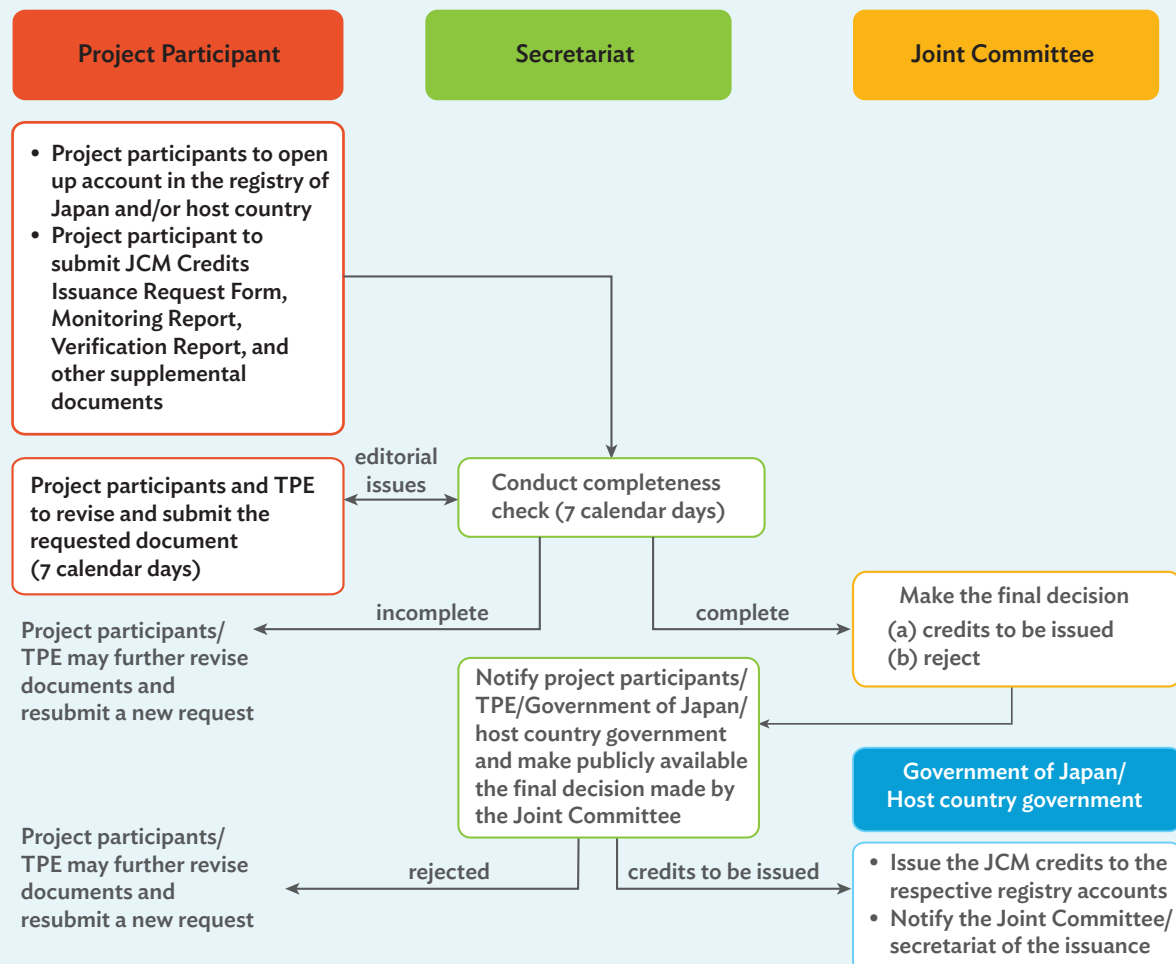 Project Participant
Secretariat
Joint Committee
• Project participants to open
up account in the registry of
Japan and/or host country
• Project participant to
submit JCM Credits
Issuance Request Form,
Monitoring Report,
Verification Report, and
other supplemental
documents
editorial
issues
Project participants and TPE
to revise and submit the
requested document
(7 calendar days)
Conduct completeness
check (7 calendar days)
incomplete
complete
Project participants/
TPE may further revise
documents and
resubmit a new request
Make the final decision
(a) credits to be issued
(b) reject
Notify project participants/
TPE/Government of Japan/
host country government
and make publicly available
the final decision made by
the Joint Committee
Government of Japan/
Host country government
Project participants/
TPE may further revise
documents and
resubmit a new request
rejected
credits to be issued
• Issue the JCM credits to the
respective registry accounts
• Notify the Joint Committee/
secretariat of the issuance